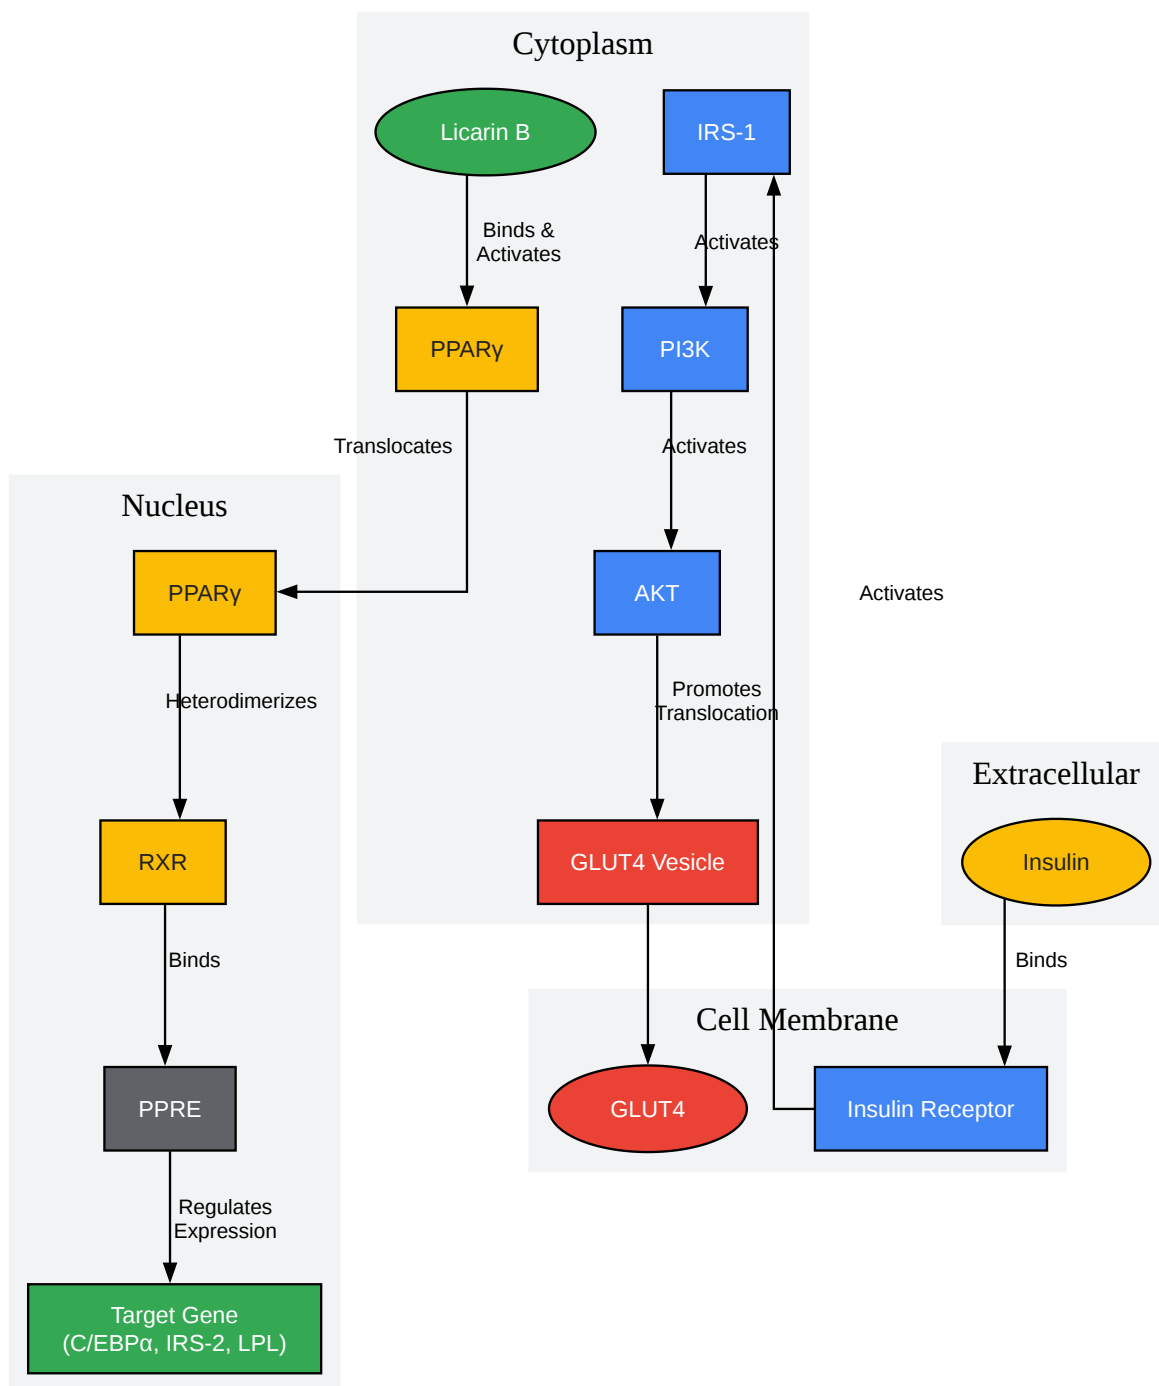 Cytoplasm
Licarin B
IRS-1
Binds &
Activates
Activates
PPARγ
PI3K
Translocates
Activates
Nucleus
PPARγ
AKT
Activates
Heterodimerizes
Promotes
Translocation
Extracellular
RXR
GLUT4 Vesicle
Insulin
Binds
Binds
Cell Membrane
PPRE
GLUT4
Insulin Receptor
Regulates
Expression
Target Gene
(C/EBPα, IRS-2, LPL)